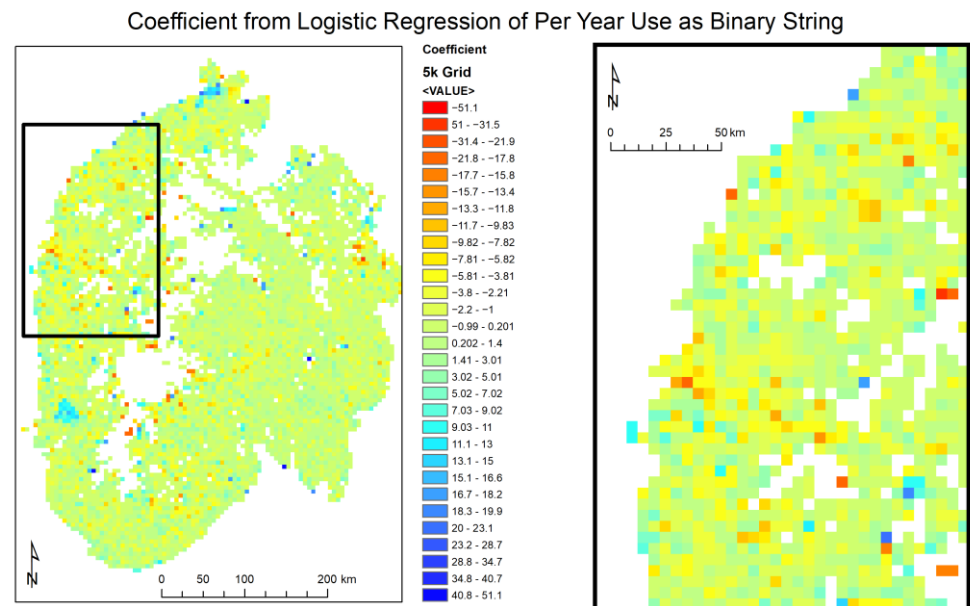 Coefficient from Logistic Regression of Per Year Use as Binary String
Coefficient
5k Grid
<VALUE>
−51.1
51 - −31.5
−31.4 - −21.9
−21.8 - −17.8
−17.7 - −15.8
−15.7 - −13.4
−13.3 - −11.8
−11.7 - −9.83
−9.82 - −7.82
−7.81 - −5.82
−5.81 - −3.81
−3.8 - −2.21
−2.2 - −1
−0.99 - 0.201
0.202 - 1.4
1.41 - 3.01
3.02 - 5.01
5.02 - 7.02
7.03 - 9.02
9.03 - 11
11.1 - 13
13.1 - 15
15.1 - 16.6
16.7 - 18.2
18.3 - 19.9
20 - 23.1
23.2 - 28.7
28.8 - 34.7
34.8 - 40.7
40.8 - 51.1
N
0 50 100 200 km
N
0 25 50 km